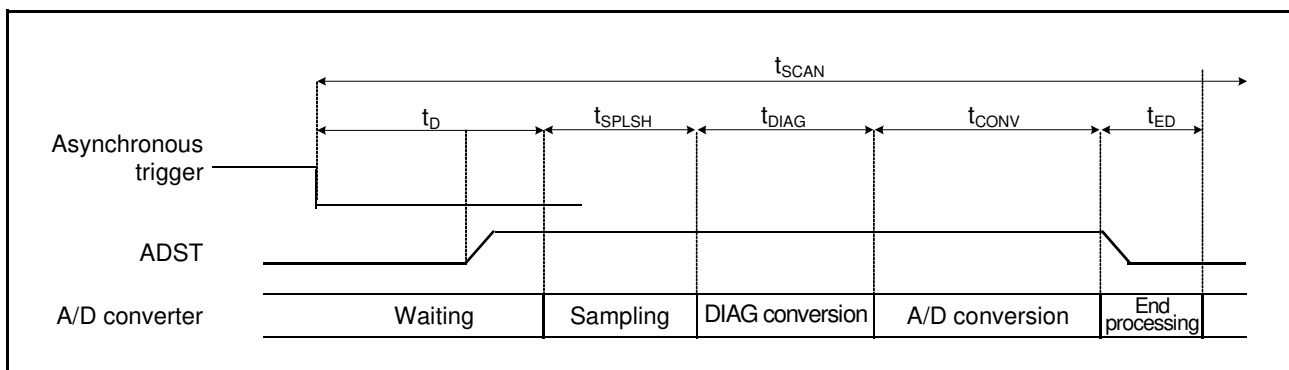 tSCAN
tD tSPLSH tDIAG tCONV tED
Asynchronous
trigger
ADST
A/D converter Waiting Sampling DIAG conversion A/D conversion End
processing